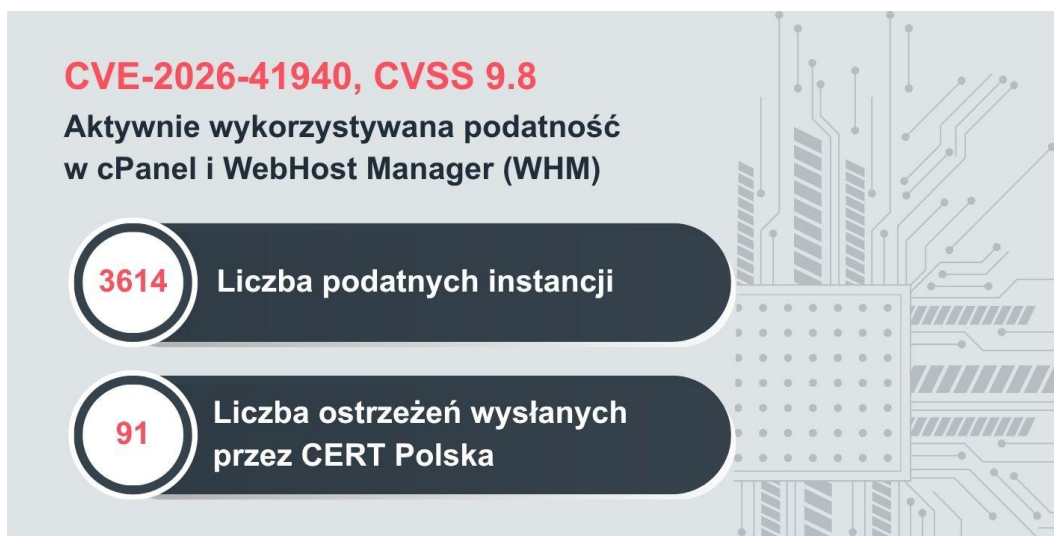 CVE-2026-41940, CVSS 9.8
Aktywnie wykorzystywana podatność
w cPanel i WebHost Manager (WHM)
3614 Liczba podatnych instancji
91 Liczba ostrzeżeń wysłanych
przez CERT Polska